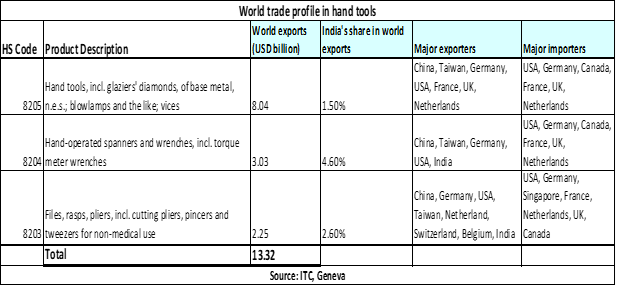 World trade profile in hand tools
HS Code Product Description World exports (USD billion) India's share in world exports Major exporters Major importers
8205 Hand tools, incl. glaziers' diamonds, of base metal, n.e.s.; blowlamps and the like; vices 8.04 1.50% China, Taiwan, Germany, USA, France, UK, Netherlands USA, Germany, Canada, France, UK, Netherlands
8204 Hand-operated spanners and wrenches, incl. torque meter wrenches 3.03 4.60% China, Taiwan, Germany, USA, India USA, Germany, Canada, France, UK, Netherlands
8203 Files, rasps, pliers, incl. cutting pliers, pincers and tweezers for non-medical use 2.25 2.60% China, Germany, USA, Taiwan, Netherland, Switzerland, Belgium, India USA, Germany, Singapore, France, Netherlands, UK, Canada
Total 13.32
Source: ITC, Geneva